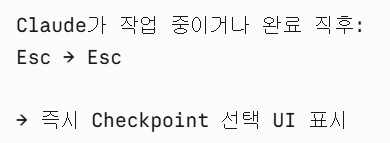 Claude가 작업 중이거나 완료 직후:
Esc → Esc
→ 즉시 Checkpoint 선택 UI 표시